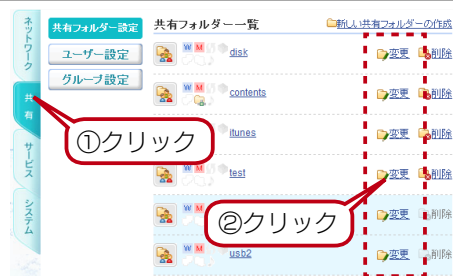 ネットワーク
共有
サービス
システム
共有フォルダー設定
ユーザー設定
グループ設定
共有フォルダー一覧
新しい共有フォルダーの作成
W M disk 変更 削除
W M contents 変更 削除
itunes 変更 削除
W M test 変更 削除
W M 変更 削除
W M usb2 変更 削除
①クリック
②クリック